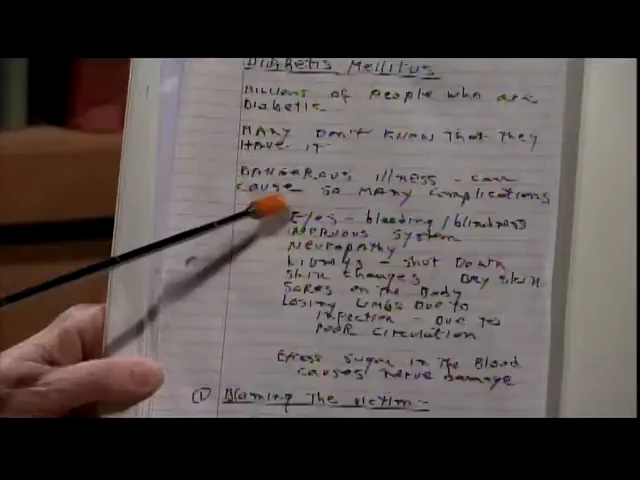 Diabetis Mellitus
Millions of people who are
Diabetic
Many Don't Know That They
Have it
Dangerous illness - can
cause so many complications
Eyes - bleeding/blindness
Nervous System
Neuropathy
Kidneys - Shut Down
Skin Changes Dry Skin
Sores on The Body
Losing Limbs Due to
Infection - Due to
Poor Circulation
Excess Sugar in The Blood
causes Nerve Damage
(1) Blaming The Victim -